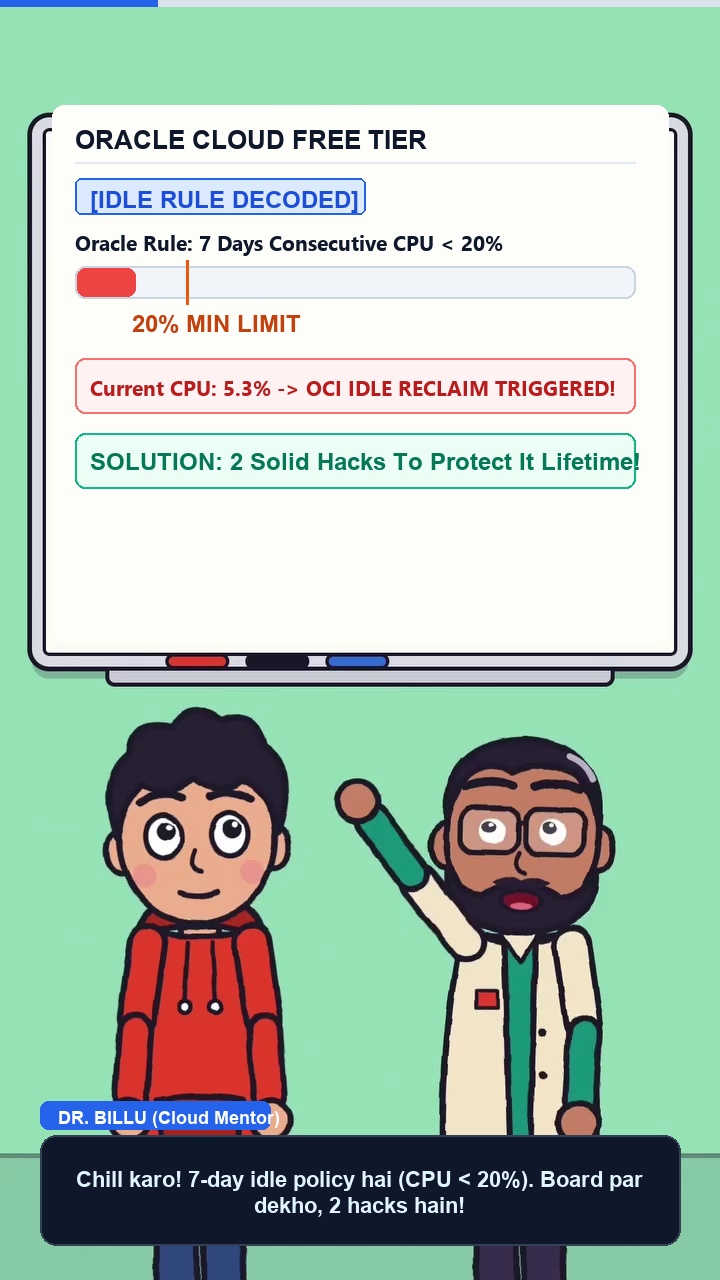 ORACLE CLOUD FREE TIER
[IDLE RULE DECODED]
Oracle Rule: 7 Days Consecutive CPU < 20%
20% MIN LIMIT
Current CPU: 5.3% -> OCI IDLE RECLAIM TRIGGERED!
SOLUTION: 2 Solid Hacks To Protect It Lifetime!
DR. BILLU (Cloud Mentor)
Chill karo! 7-day idle policy hai (CPU < 20%). Board par
dekho, 2 hacks hain!